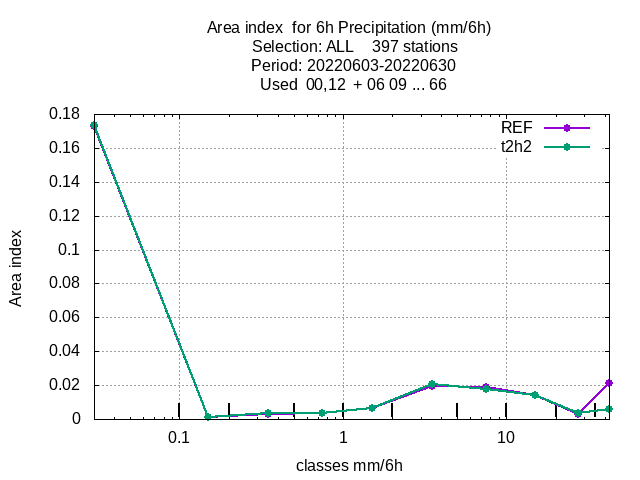 Area index  for 6h Precipitation (mm/6h)
Selection: ALL    397 stations
Period: 20220603-20220630
Used  00,12  + 06 09 ... 66
REF
t2h2
0.18
0.16
0.14
0.12
0.1
0.08
0.06
0.04
0.02
0
Area index
0.1
1
10
classes mm/6h